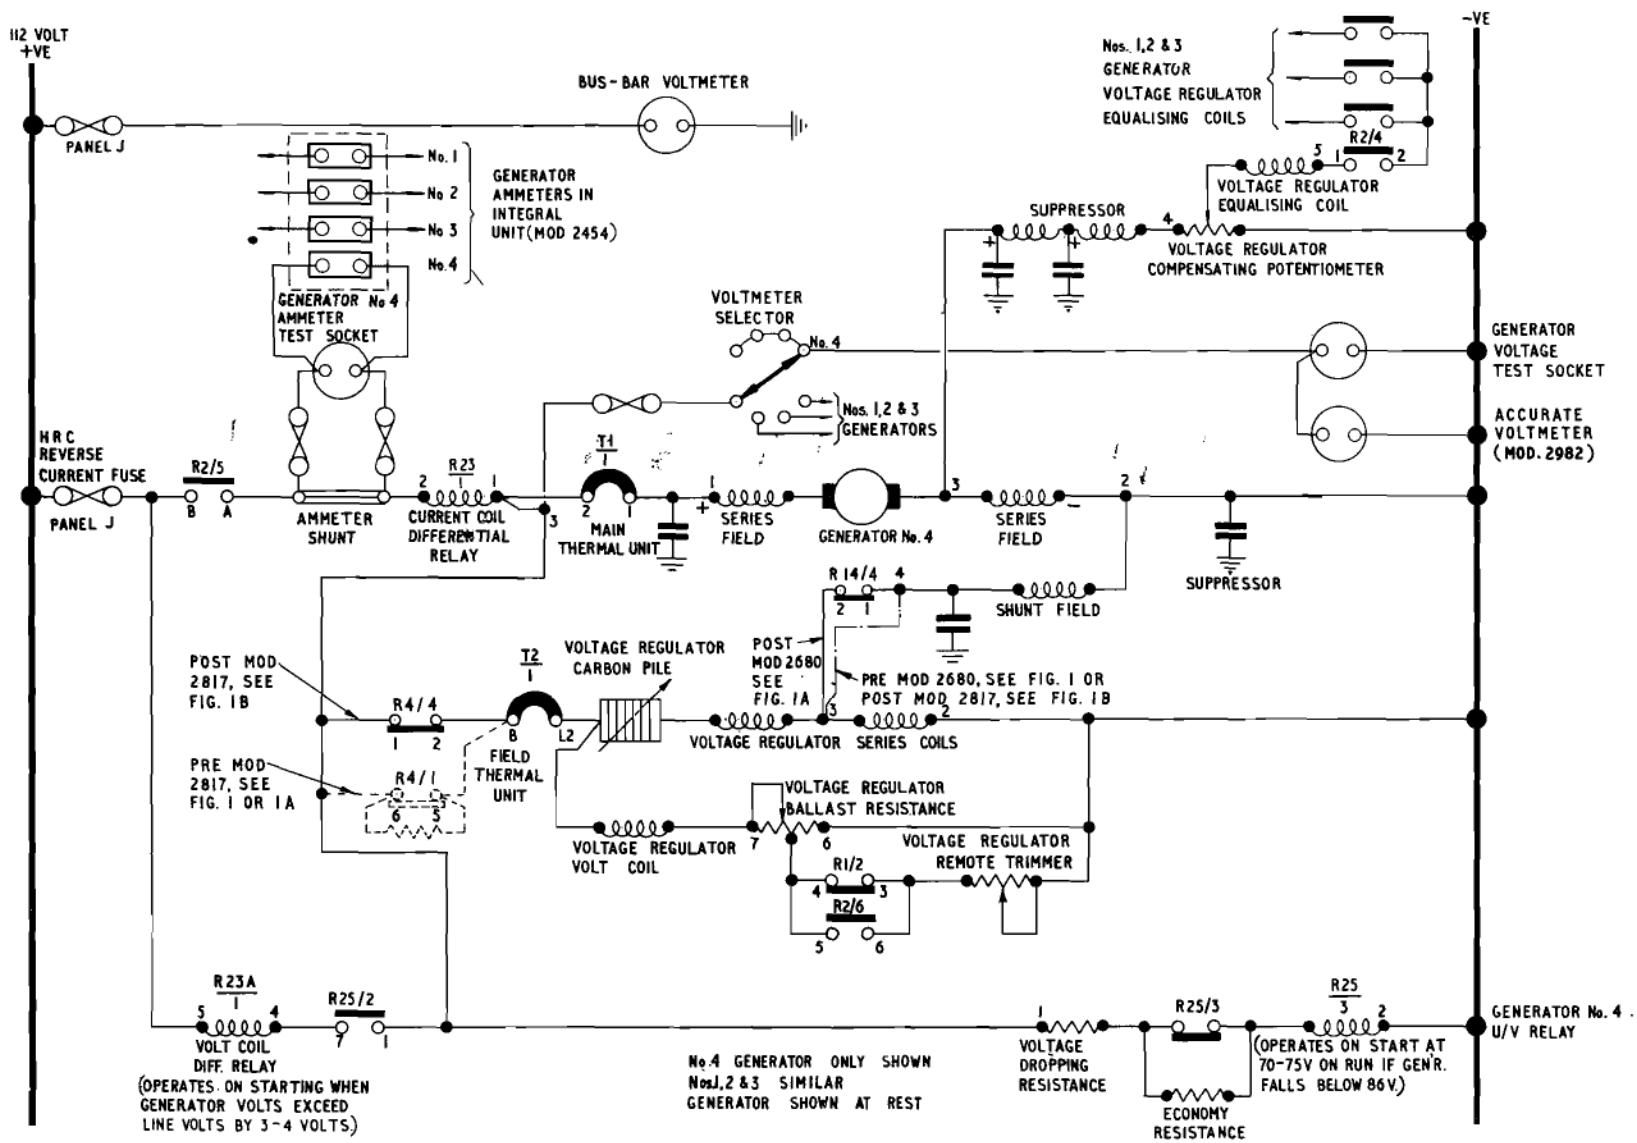 112 VOLT
+VE
-VE
Nos. 1,2 & 3
GENERATOR
VOLTAGE REGULATOR
EQUALISING COILS
BUS-BAR VOLTMETER
PANEL J
No. 1
No 2
No 3
No. 4
GENERATOR
AMMETERS IN
INTEGRAL
UNIT (MOD 2454)
R2/4
5
1
2
VOLTAGE REGULATOR
EQUALISING COIL
SUPPRESSOR
4
+
+
VOLTAGE REGULATOR
COMPENSATING POTENTIOMETER
GENERATOR No 4
AMMETER
TEST SOCKET
VOLTMETER
SELECTOR
No. 4
GENERATOR
VOLTAGE
TEST SOCKET
Nos. 1,2 & 3
GENERATORS
ACCURATE
VOLTMETER
(MOD. 2982)
HRC
REVERSE
CURRENT FUSE
PANEL J
R2/5
B
A
AMMETER
SHUNT
R23
1
2
1
CURRENT COIL
DIFFERENTIAL
RELAY
3
T1
1
2
1
MAIN
THERMAL UNIT
1
+
SERIES
FIELD
GENERATOR No. 4
3
SERIES
FIELD
-
2
SUPPRESSOR
R 14/4
4
2
1
SHUNT FIELD
POST
MOD 2680
SEE
FIG. 1A
PRE MOD 2680, SEE FIG. 1 OR
POST MOD 2817, SEE FIG. 1B
POST MOD
2817, SEE
FIG. 1B
R4/4
1
2
T2
1
B
L2
FIELD
THERMAL
UNIT
VOLTAGE REGULATOR
CARBON PILE
3
2
VOLTAGE REGULATOR SERIES COILS
PRE MOD
2817, SEE
FIG. 1 OR 1A
R4/1
6
5
VOLTAGE REGULATOR
BALLAST RESISTANCE
7
6
VOLTAGE REGULATOR
VOLT COIL
VOLTAGE REGULATOR
REMOTE TRIMMER
R1/2
4
3
R2/6
5
6
R23A
1
5
4
VOLT COIL
DIFF. RELAY
(OPERATES ON STARTING WHEN
GENERATOR VOLTS EXCEED
LINE VOLTS BY 3-4 VOLTS.)
R25/2
7
1
No. 4 GENERATOR ONLY SHOWN
Nos 1, 2 & 3 SIMILAR
GENERATOR SHOWN AT REST
1
VOLTAGE
DROPPING
RESISTANCE
R25/3
ECONOMY
RESISTANCE
R25
3
2
(OPERATES ON START AT
70-75V ON RUN IF GEN'R.
FALLS BELOW 86V.)
GENERATOR No. 4.
U/V RELAY